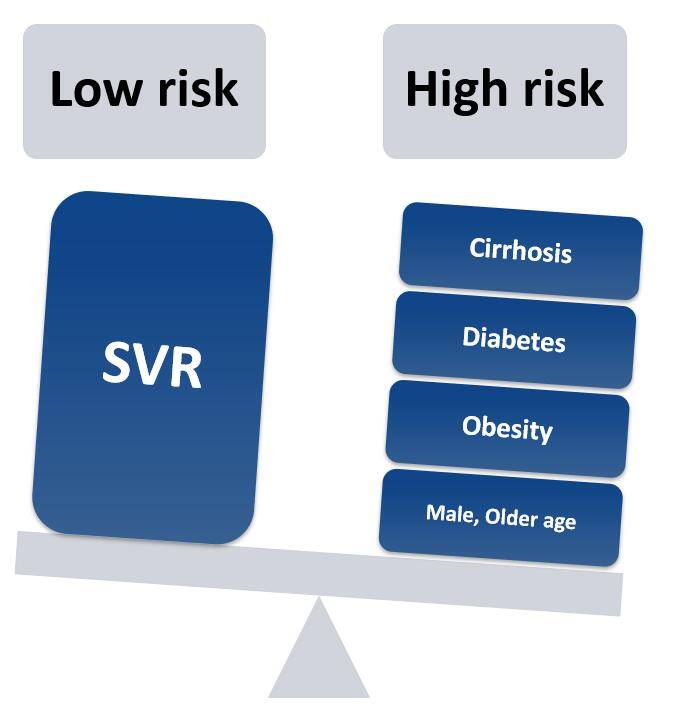 Low risk
High risk
SVR
Cirrhosis
Diabetes
Obesity
Male, Older age